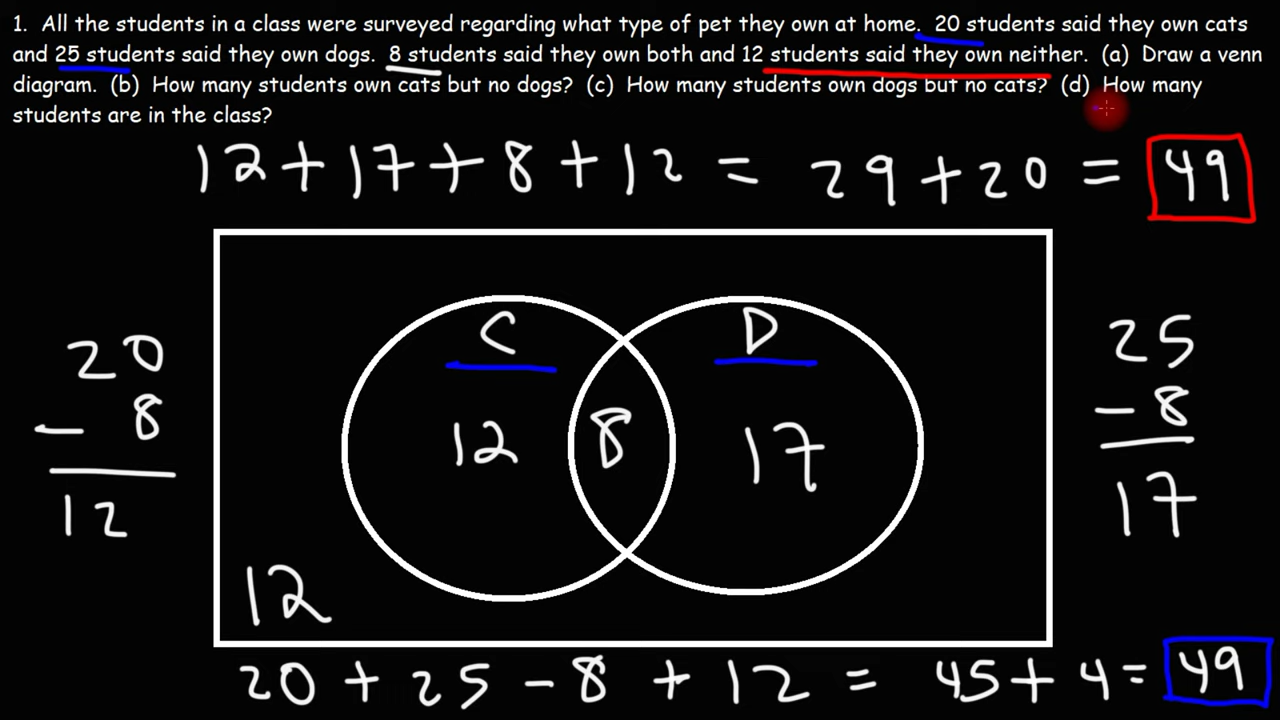 1. All the students in a class were surveyed regarding what type of pet they own at home. 20 students said they own cats
and 25 students said they own dogs. 8 students said they own both and 12 students said they own neither. (a) Draw a venn
diagram. (b) How many students own cats but no dogs? (c) How many students own dogs but no cats? (d) How many
students are in the class?
12 + 17 + 8 + 12 = 29 + 20 = 49
C D
20
- 8
12
12 8 17
25
- 8
17
12
20 + 25 - 8 + 12 = 45 + 4 = 49